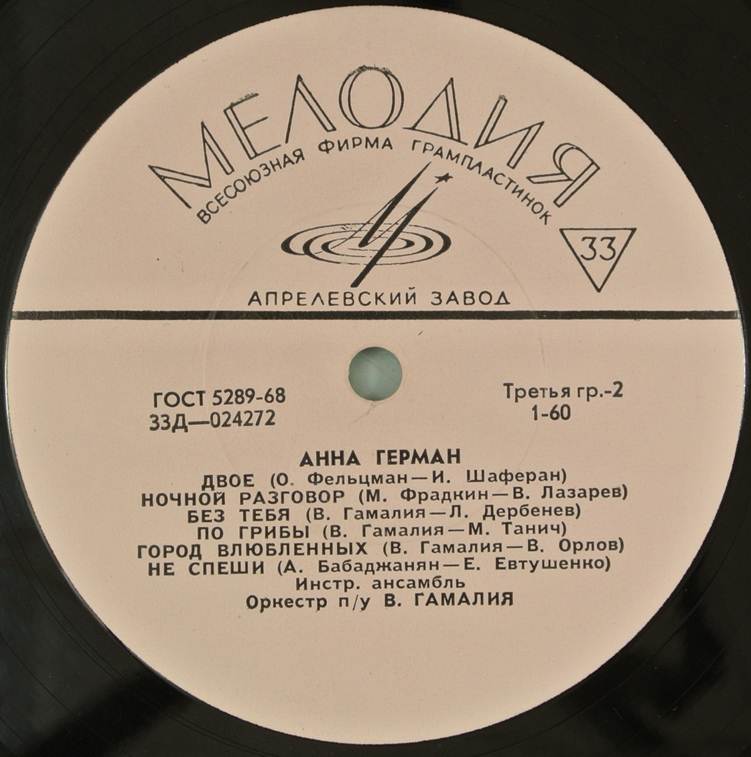 МЕЛОДИЯ
ВСЕСОЮЗНАЯ ФИРМА ГРАМПЛАСТИНОК
33
АПРЕЛЕВСКИЙ ЗАВОД
ГОСТ 5289-68
33Д—024272
Третья гр.-2
1-60
АННА ГЕРМАН
ДВОЕ (О. Фельцман—И. Шаферан)
НОЧНОЙ РАЗГОВОР (М. Фрадкин—В. Лазарев)
БЕЗ ТЕБЯ (В. Гамалия—Л. Дербенев)
ПО ГРИБЫ (В. Гамалия—М. Танич)
ГОРОД ВЛЮБЛЕННЫХ (В. Гамалия—В. Орлов)
НЕ СПЕШИ (А. Бабаджанян—Е. Евтушенко)
Инстр. ансамбль
Оркестр п/у В. ГАМАЛИЯ